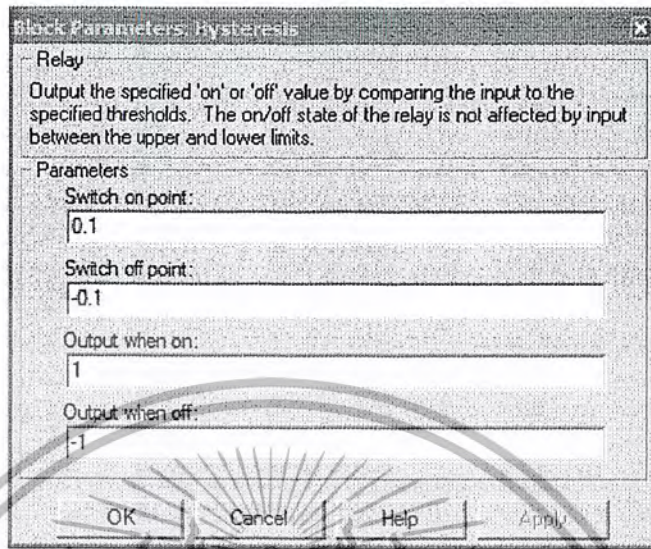 Block Parameters: Hysteresis
Relay
Output the specified 'on' or 'off' value by comparing the input to the
specified thresholds. The on/off state of the relay is not affected by input
between the upper and lower limits.
Parameters
Switch on point:
0.1
Switch off point:
-0.1
Output when on:
1
Output when off:
-1
OK Cancel Help Apply